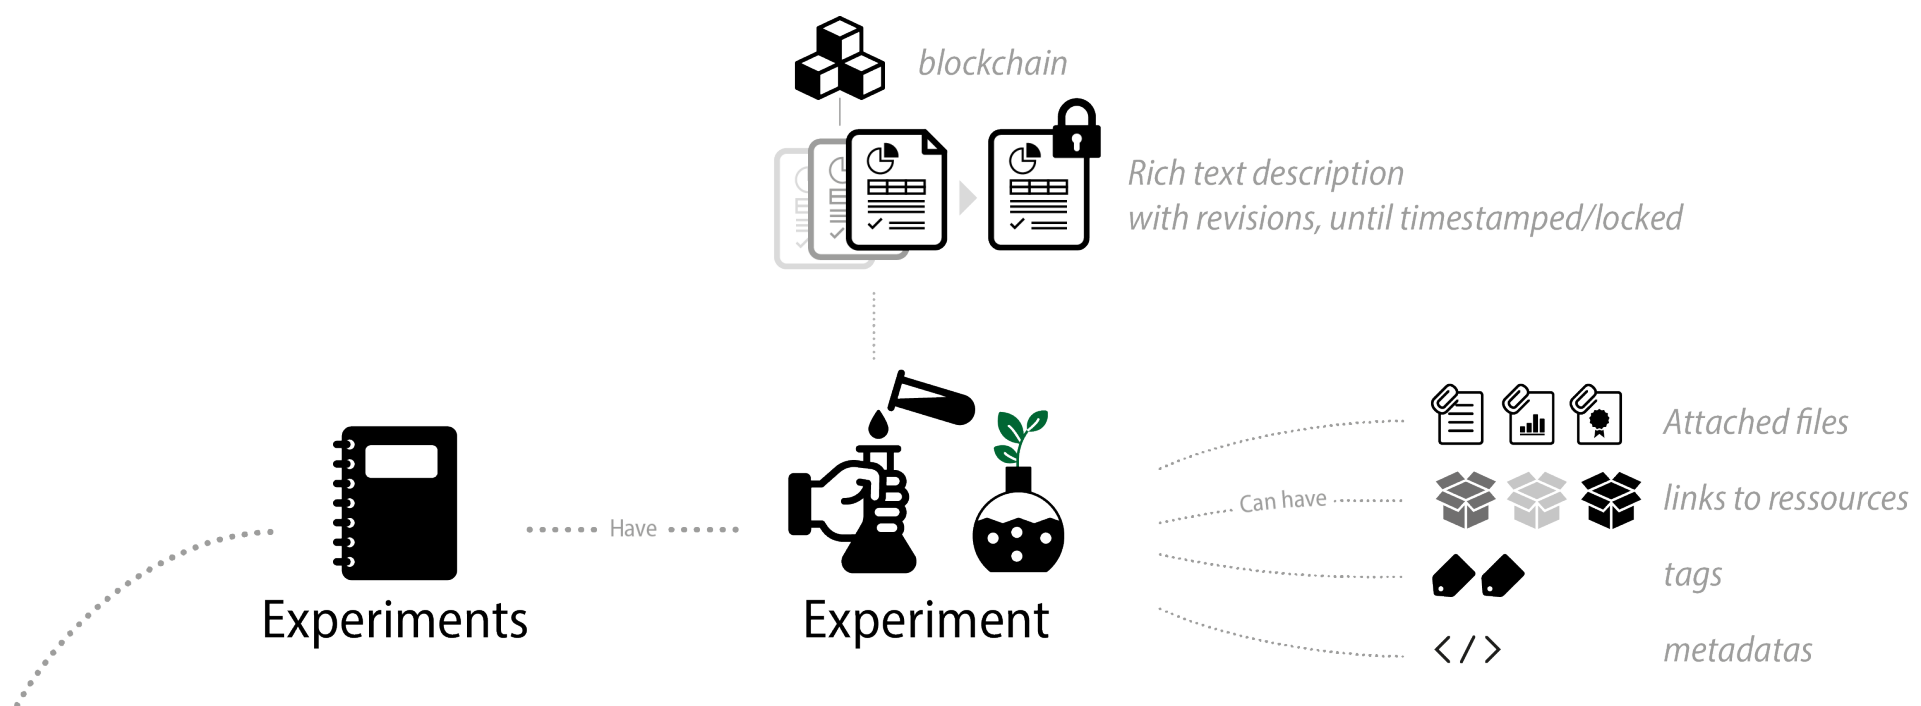 blockchain
Rich text description
with revisions, until timestamped/locked
Experiments
Have
Experiment
Can have
Attached files
links to ressources
tags
</>
metadatas